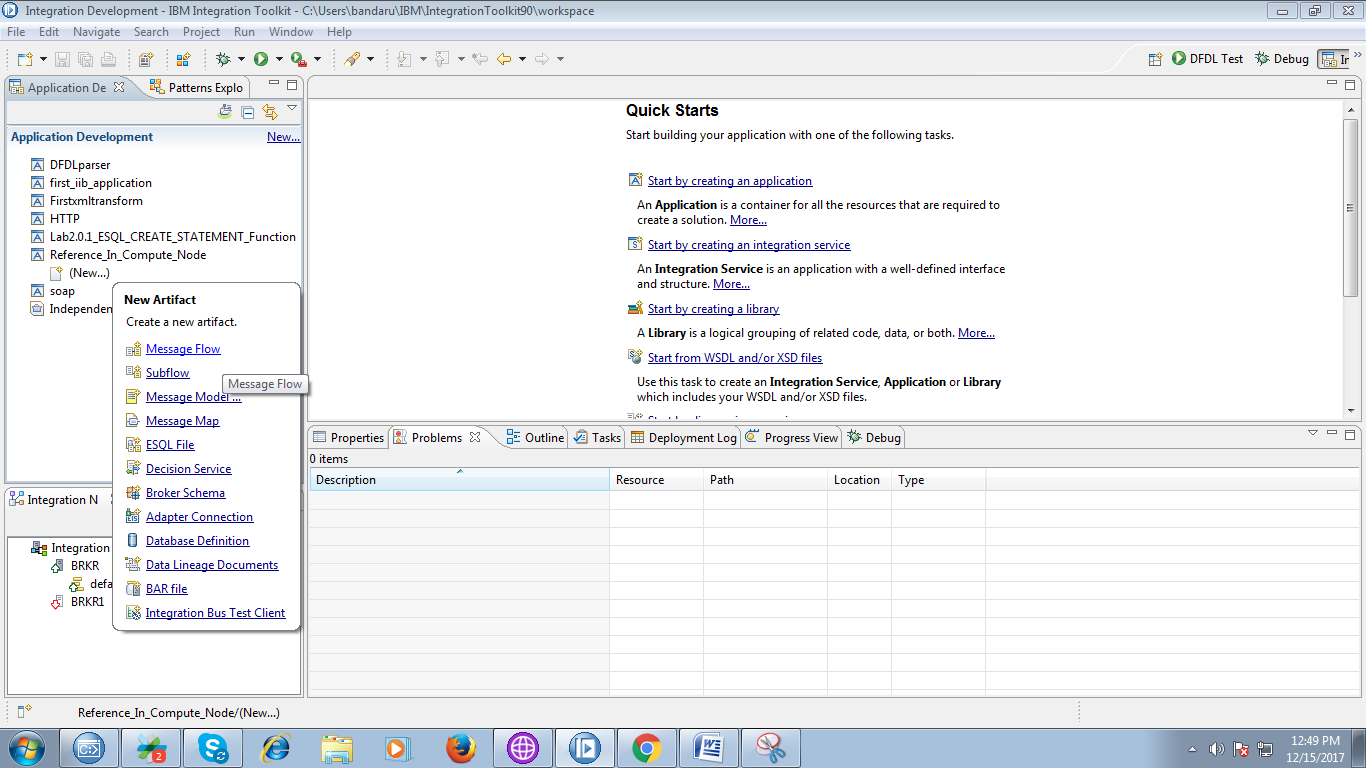 Integration Development - IBM Integration Toolkit - C:\Users\bandaru\IBM\IntegrationToolkit90\workspace
File Edit Navigate Search Project Run Window Help
DFDL Test Debug
Application De Patterns Explo
Application Development New...
DFDLparser
first_iib_application
Firstxmltransform
HTTP
Lab2.0.1_ESQL_CREATE_STATEMENT_Function
Reference_In_Compute_Node
(New...)
soap
Independen
New Artifact
Create a new artifact.
Message Flow
Subflow
Message Flow
Message Model ...
Message Map
ESQL File
Decision Service
Broker Schema
Adapter Connection
Database Definition
Data Lineage Documents
BAR file
Integration Bus Test Client
Integration N
Integration
BRKR
defa
BRKR1
Quick Starts
Start building your application with one of the following tasks.
Start by creating an application
An Application is a container for all the resources that are required to
create a solution. More...
Start by creating an integration service
An Integration Service is an application with a well-defined interface
and structure. More...
Start by creating a library
A Library is a logical grouping of related code, data, or both. More...
Start from WSDL and/or XSD files
Use this task to create an Integration Service, Application or Library
which includes your WSDL and/or XSD files.
Properties Problems Outline Tasks Deployment Log Progress View Debug
0 items
Description Resource Path Location Type
Reference_In_Compute_Node/(New...)
2
12:49 PM
12/15/2017